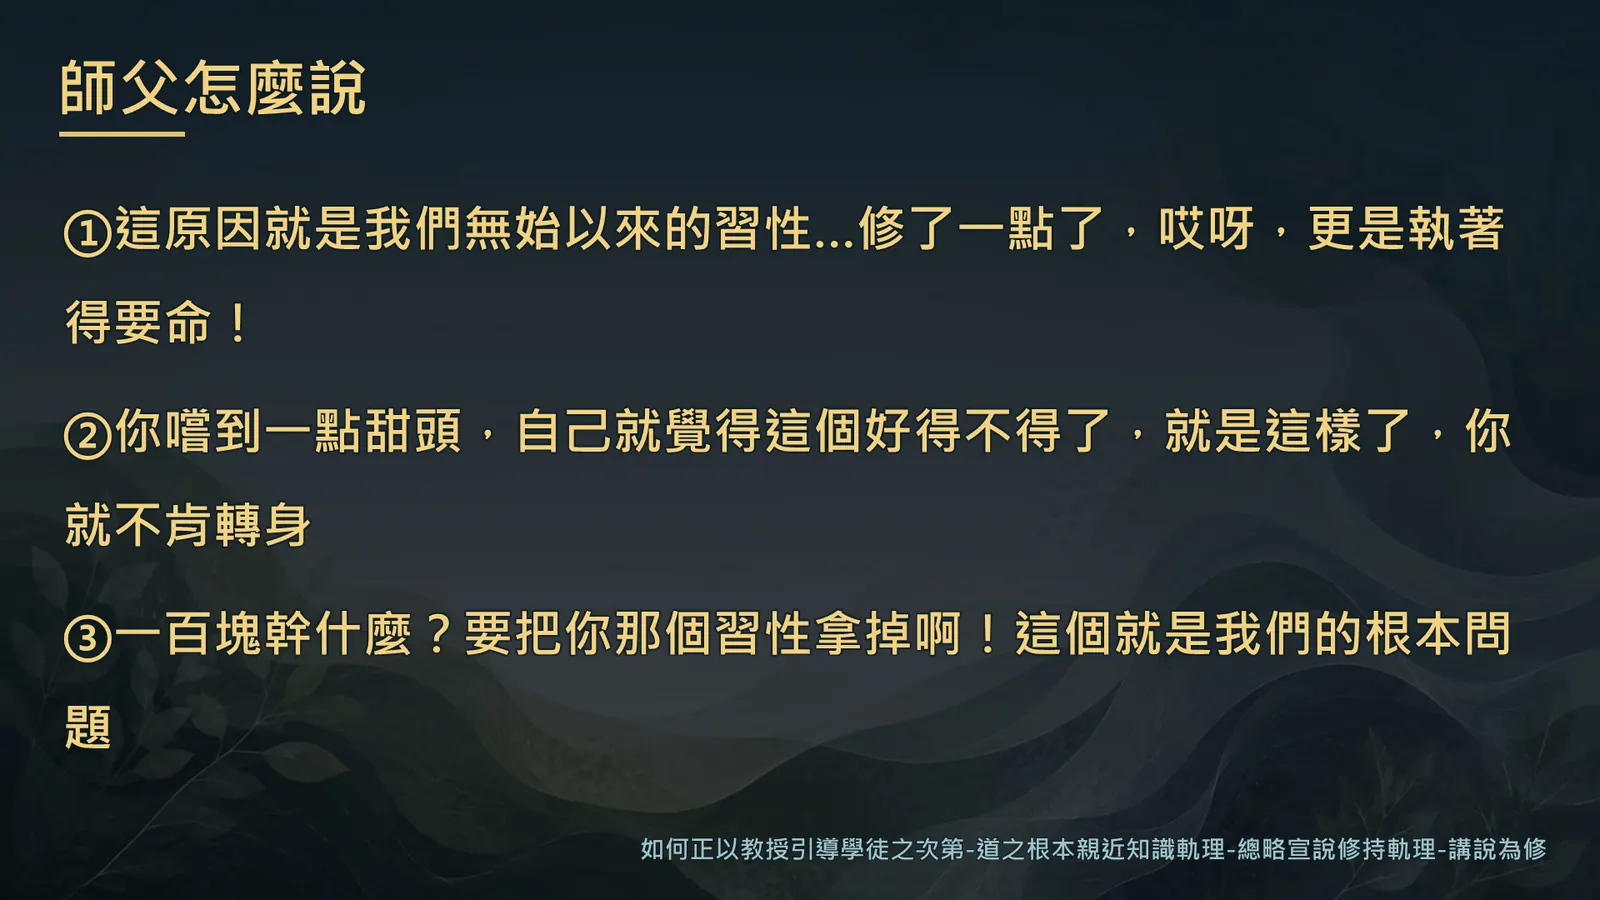 師父怎麼說
①這原因就是我們無始以來的習性...修了一點了，哎呀，更是執著
得要命！
②你嚐到一點甜頭，自己就覺得這個好得不得了，就是這樣了，你
就不肯轉身
③一百塊幹什麼？要把你那個習性拿掉啊！這個就是我們的根本問
題
如何正以教授引導學徒之次第-道之根本親近知識軌理-總略宣說修持軌理-講說為修